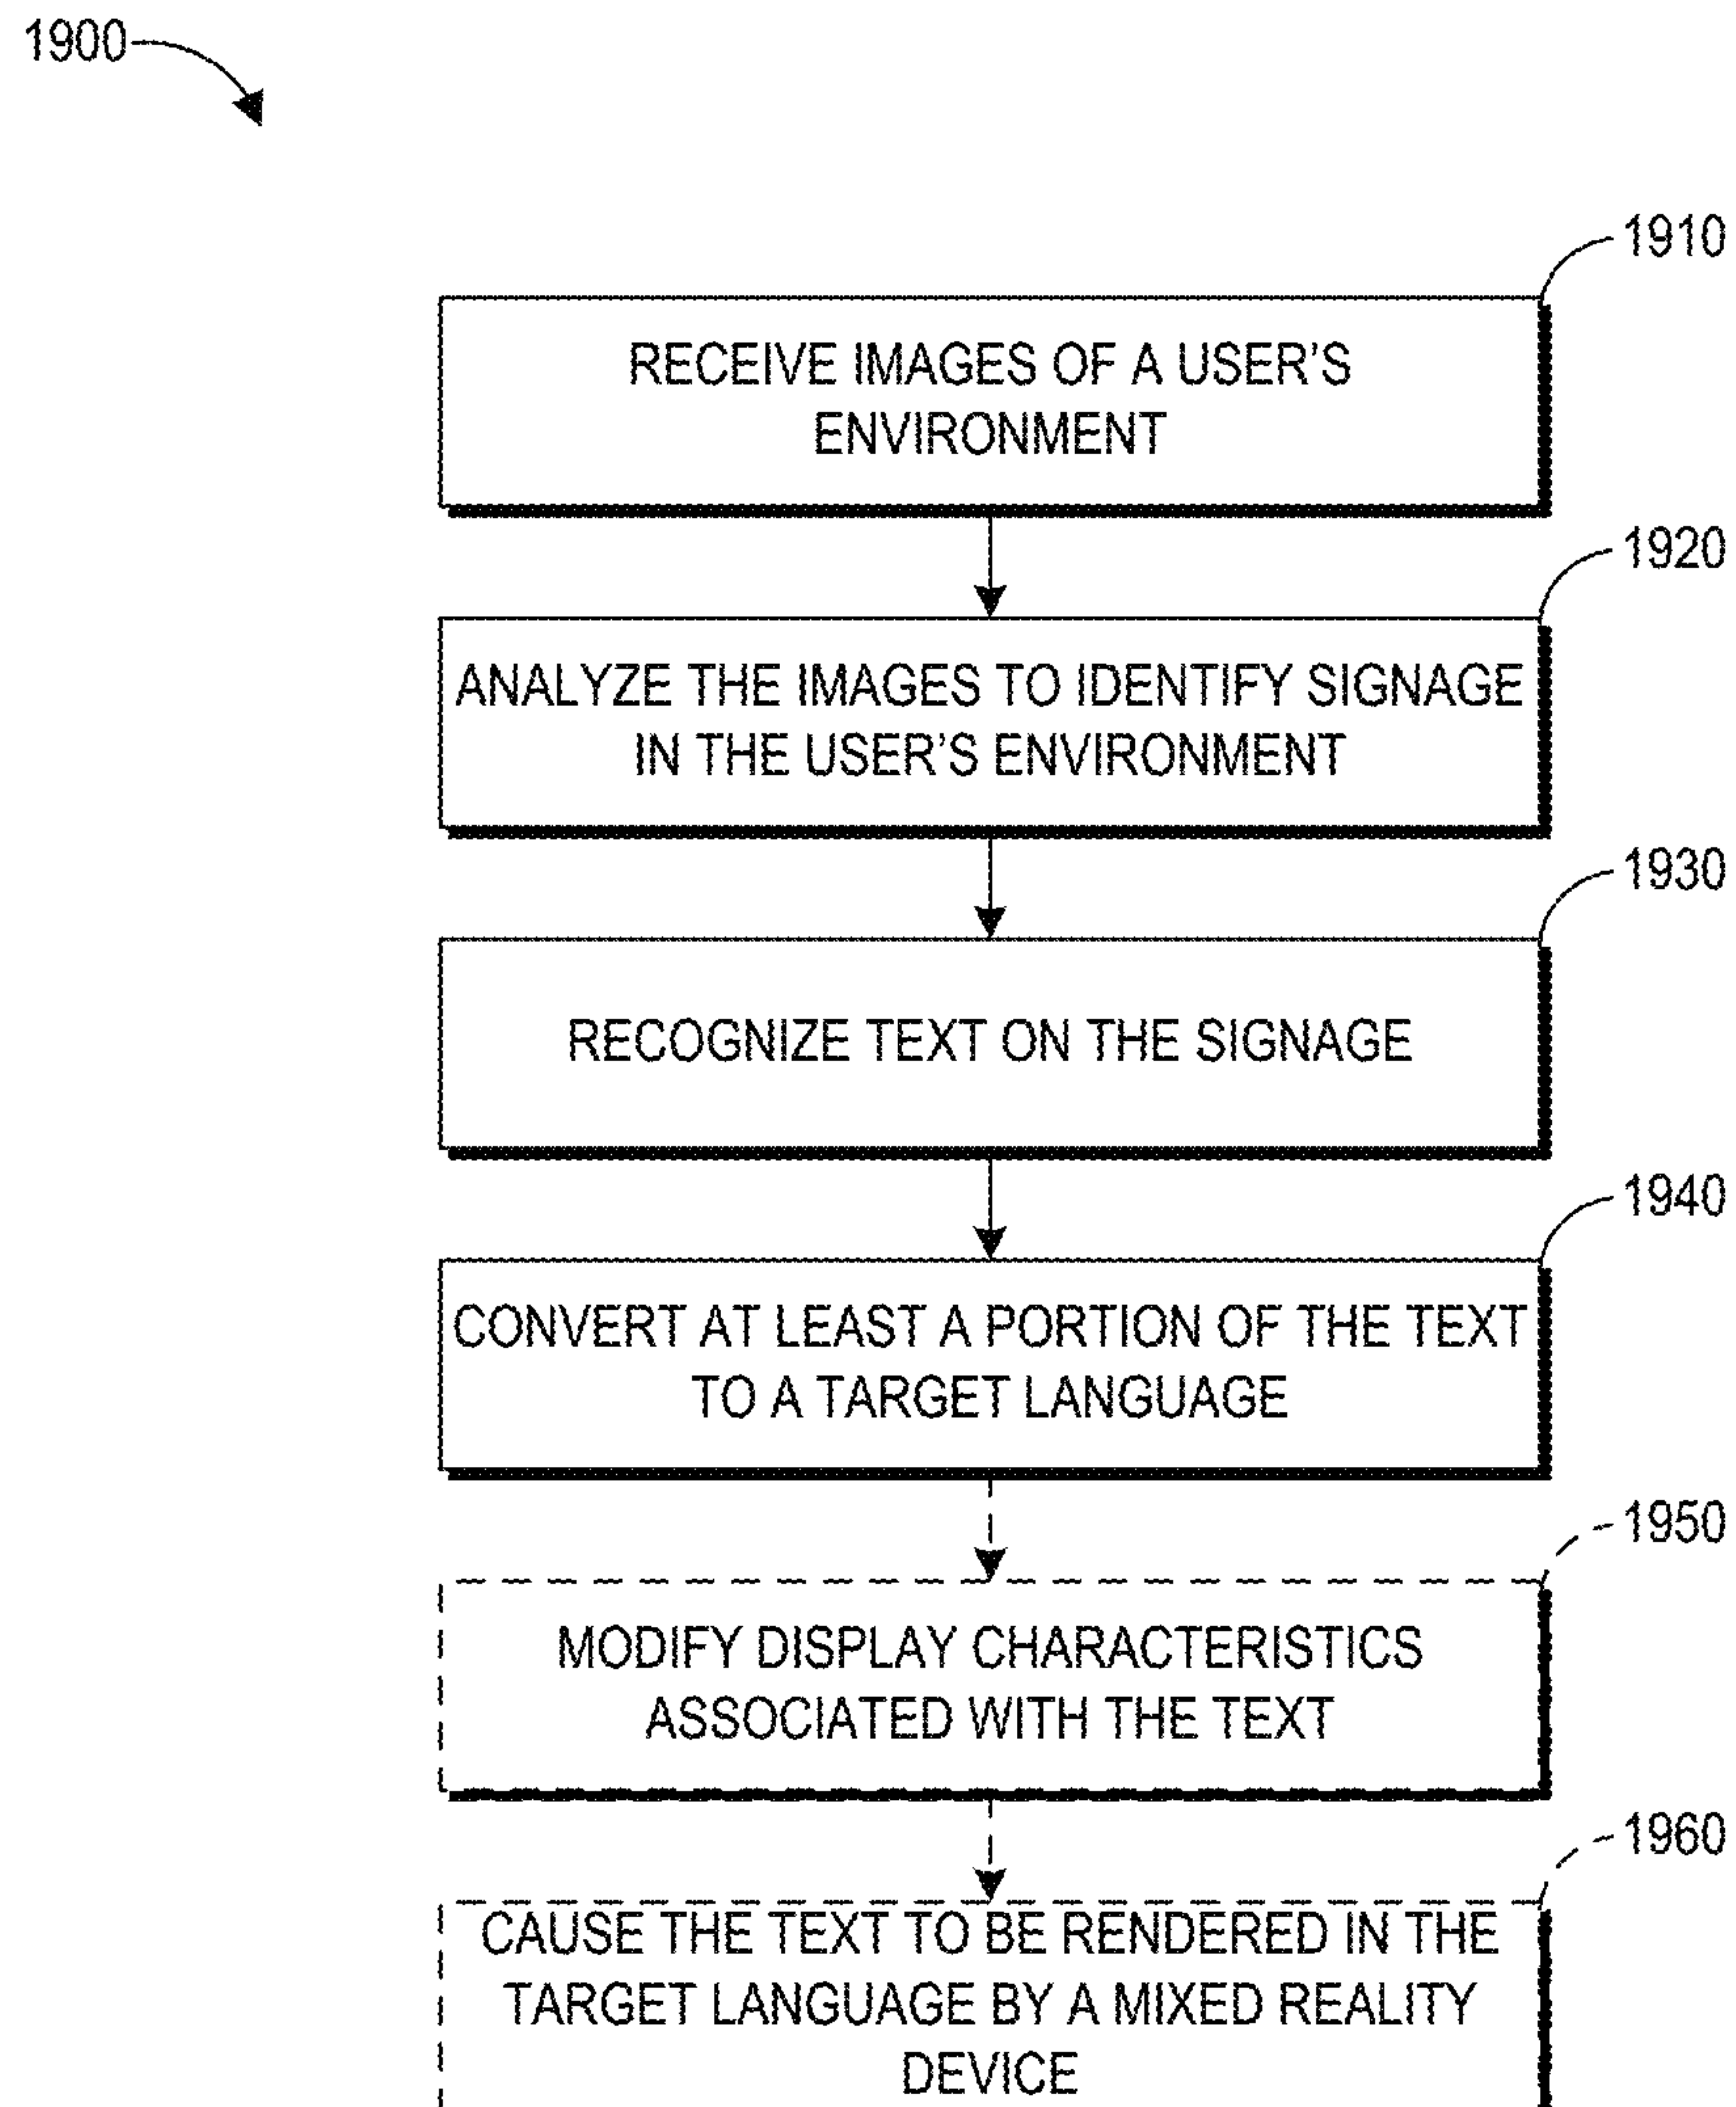 1900
1910
RECEIVE IMAGES OF A USER'S
ENVIRONMENT
1920
ANALYZE THE IMAGES TO IDENTIFY SIGNAGE
IN THE USER'S ENVIRONMENT
1930
RECOGNIZE TEXT ON THE SIGNAGE
1940
CONVERT AT LEAST A PORTION OF THE TEXT
TO A TARGET LANGUAGE
1950
MODIFY DISPLAY CHARACTERISTICS
ASSOCIATED WITH THE TEXT
1960
CAUSE THE TEXT TO BE RENDERED IN THE
TARGET LANGUAGE BY A MIXED REALITY
DEVICE